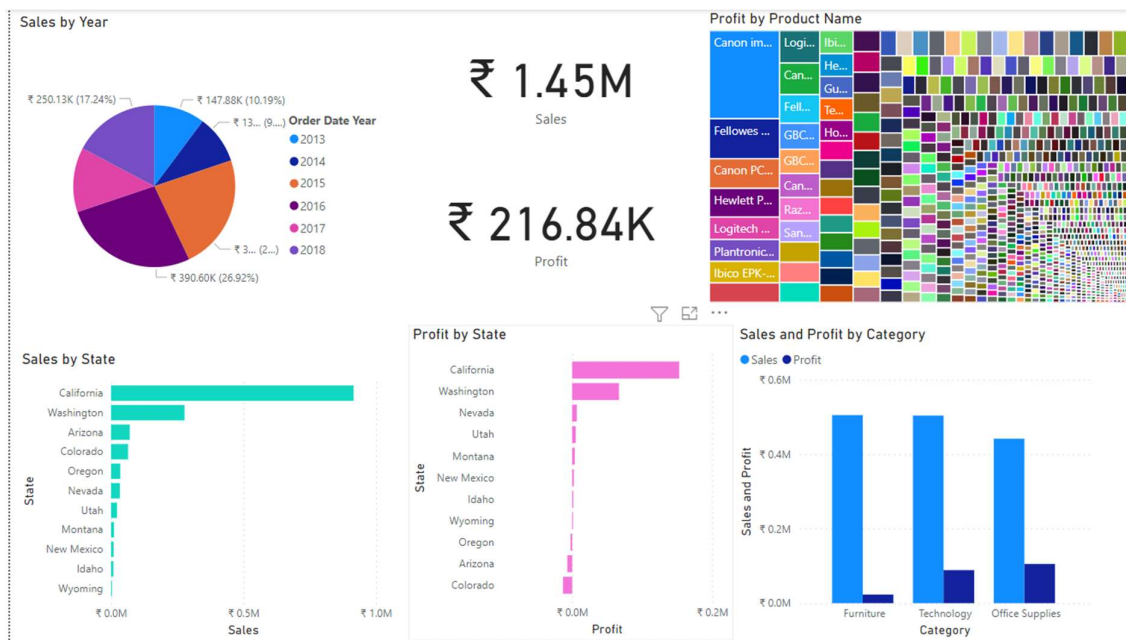 Sales by Year
₹ 250.13K (17.24%)
₹ 147.88K (10.19%)
₹ 13... (9....)
₹ 3... (2...)
₹ 390.60K (26.92%)
Order Date Year
2013
2014
2015
2016
2017
2018
₹ 1.45M
Sales
₹ 216.84K
Profit
Profit by Product Name
Canon im...
Fellowes ...
Canon PC...
Hewlett P...
Logitech ...
Plantronic...
Ibico EPK-...
Logi...
Can...
Fell...
GBC...
GBC...
Can...
Raz...
San...
Ibi...
He...
Gu...
Te...
Ho...
Sales by State
State
California
Washington
Arizona
Colorado
Oregon
Nevada
Utah
Montana
New Mexico
Idaho
Wyoming
₹ 0.0M
₹ 0.5M
₹ 1.0M
Sales
Profit by State
State
California
Washington
Nevada
Utah
Montana
New Mexico
Idaho
Wyoming
Oregon
Arizona
Colorado
₹ 0.0M
₹ 0.2M
Profit
Sales and Profit by Category
Sales
Profit
Sales and Profit
₹ 0.6M
₹ 0.4M
₹ 0.2M
₹ 0.0M
Furniture
Technology
Office Supplies
Category